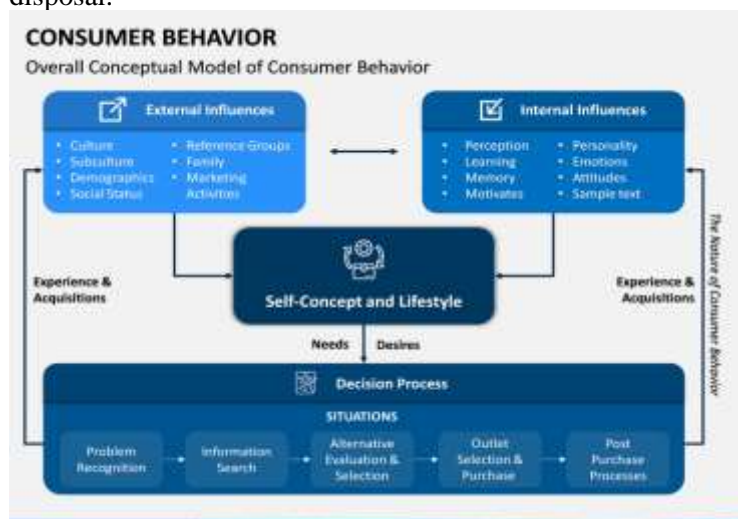 disposal.
CONSUMER BEHAVIOR
Overall Conceptual Model of Consumer Behavior
External Influences
• Culture
• Subculture
• Demographics
• Social Status
• Reference Groups
• Family
• Marketing
Activities
Internal Influences
• Perception
• Learning
• Memory
• Motivates
• Personality
• Emotions
• Attitudes
• Sample text
Self-Concept and Lifestyle
Experience &
Acquisitions
Experience &
Acquisitions
The Nature of Consumer Behavior
Needs
Desires
Decision Process
SITUATIONS
Problem
Recognition
Information
Search
Alternative
Evaluation &
Selection
Outlet
Selection &
Purchase
Post
Purchase
Processes